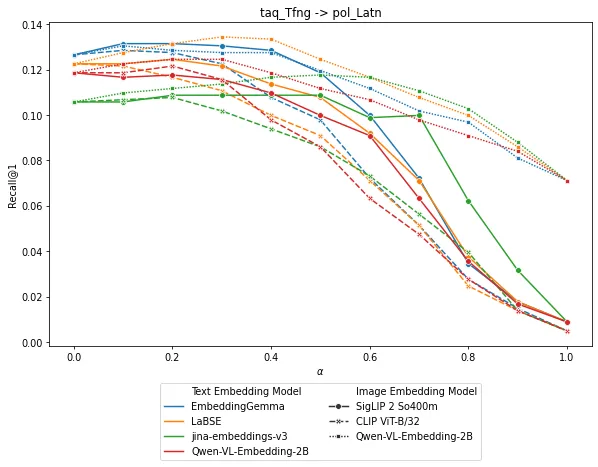 taq_Tfng -> pol_Latn
Recall@1
0.14
0.12
0.10
0.08
0.06
0.04
0.02
0.00
0.0 0.2 0.4 0.6 0.8 1.0
α
Text Embedding Model Image Embedding Model
EmbeddingGemma SigLIP 2 So400m
LaBSE CLIP ViT-B/32
jina-embeddings-v3 Qwen-VL-Embedding-2B
Qwen-VL-Embedding-2B